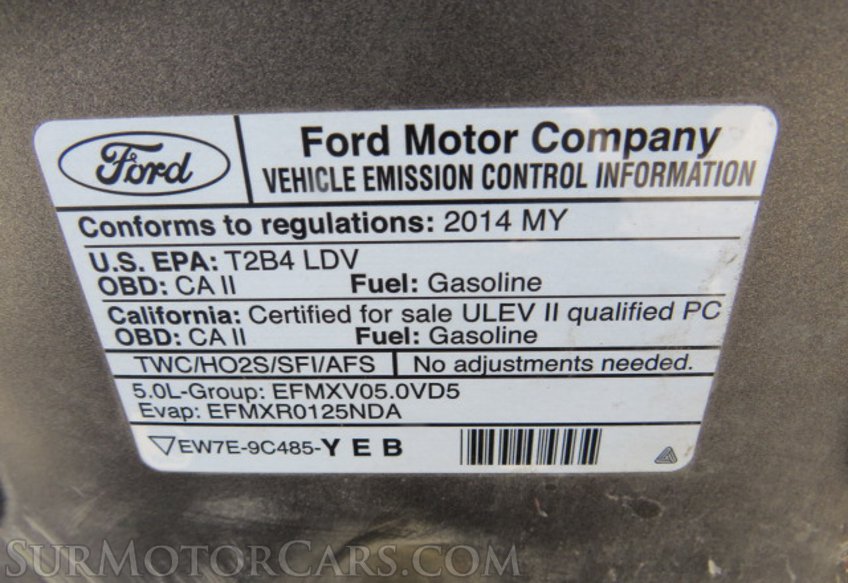 Ford
Ford Motor Company
VEHICLE EMISSION CONTROL INFORMATION
Conforms to regulations: 2014 MY
U.S. EPA: T2B4 LDV
OBD: CA II Fuel: Gasoline
California: Certified for sale ULEV II qualified PC
OBD: CA II Fuel: Gasoline
TWC/HO2S/SFI/AFS No adjustments needed.
5.0L-Group: EFMXV05.0VD5
Evap: EFMXR0125NDA
EW7E-9C485-Y E B
SURMOTORCARS.COM